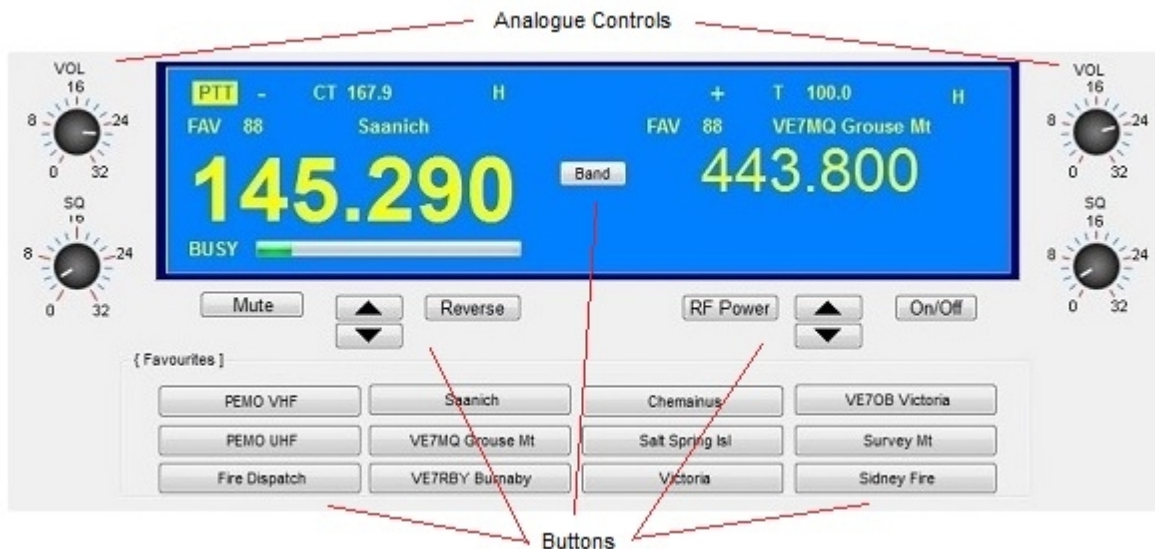 Analogue Controls
VOL
16
8
24
0
32
SQ
16
8
24
0
32
PTT - CT 167.9 H
FAV 88 Saanich
145.290
BUSY
Band
+ T 100.0 H
FAV 88 VE7MQ Grouse Mt
443.800
VOL
16
8
24
0
32
SQ
16
8
24
0
32
Mute
Reverse
RF Power
On/Off
{ Favourites ]
PEMO VHF Saanich Chemainus VE7OB Victoria
PEMO UHF VE7MQ Grouse Mt Salt Spring Isl Survey Mt
Fire Dispatch VE7RBY Burnaby Victoria Sidney Fire
Buttons